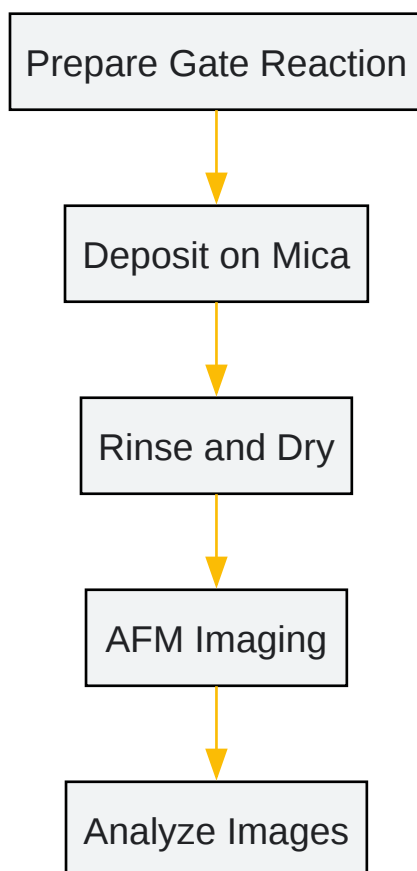 Prepare Gate Reaction
Deposit on Mica
Rinse and Dry
AFM Imaging
Analyze Images